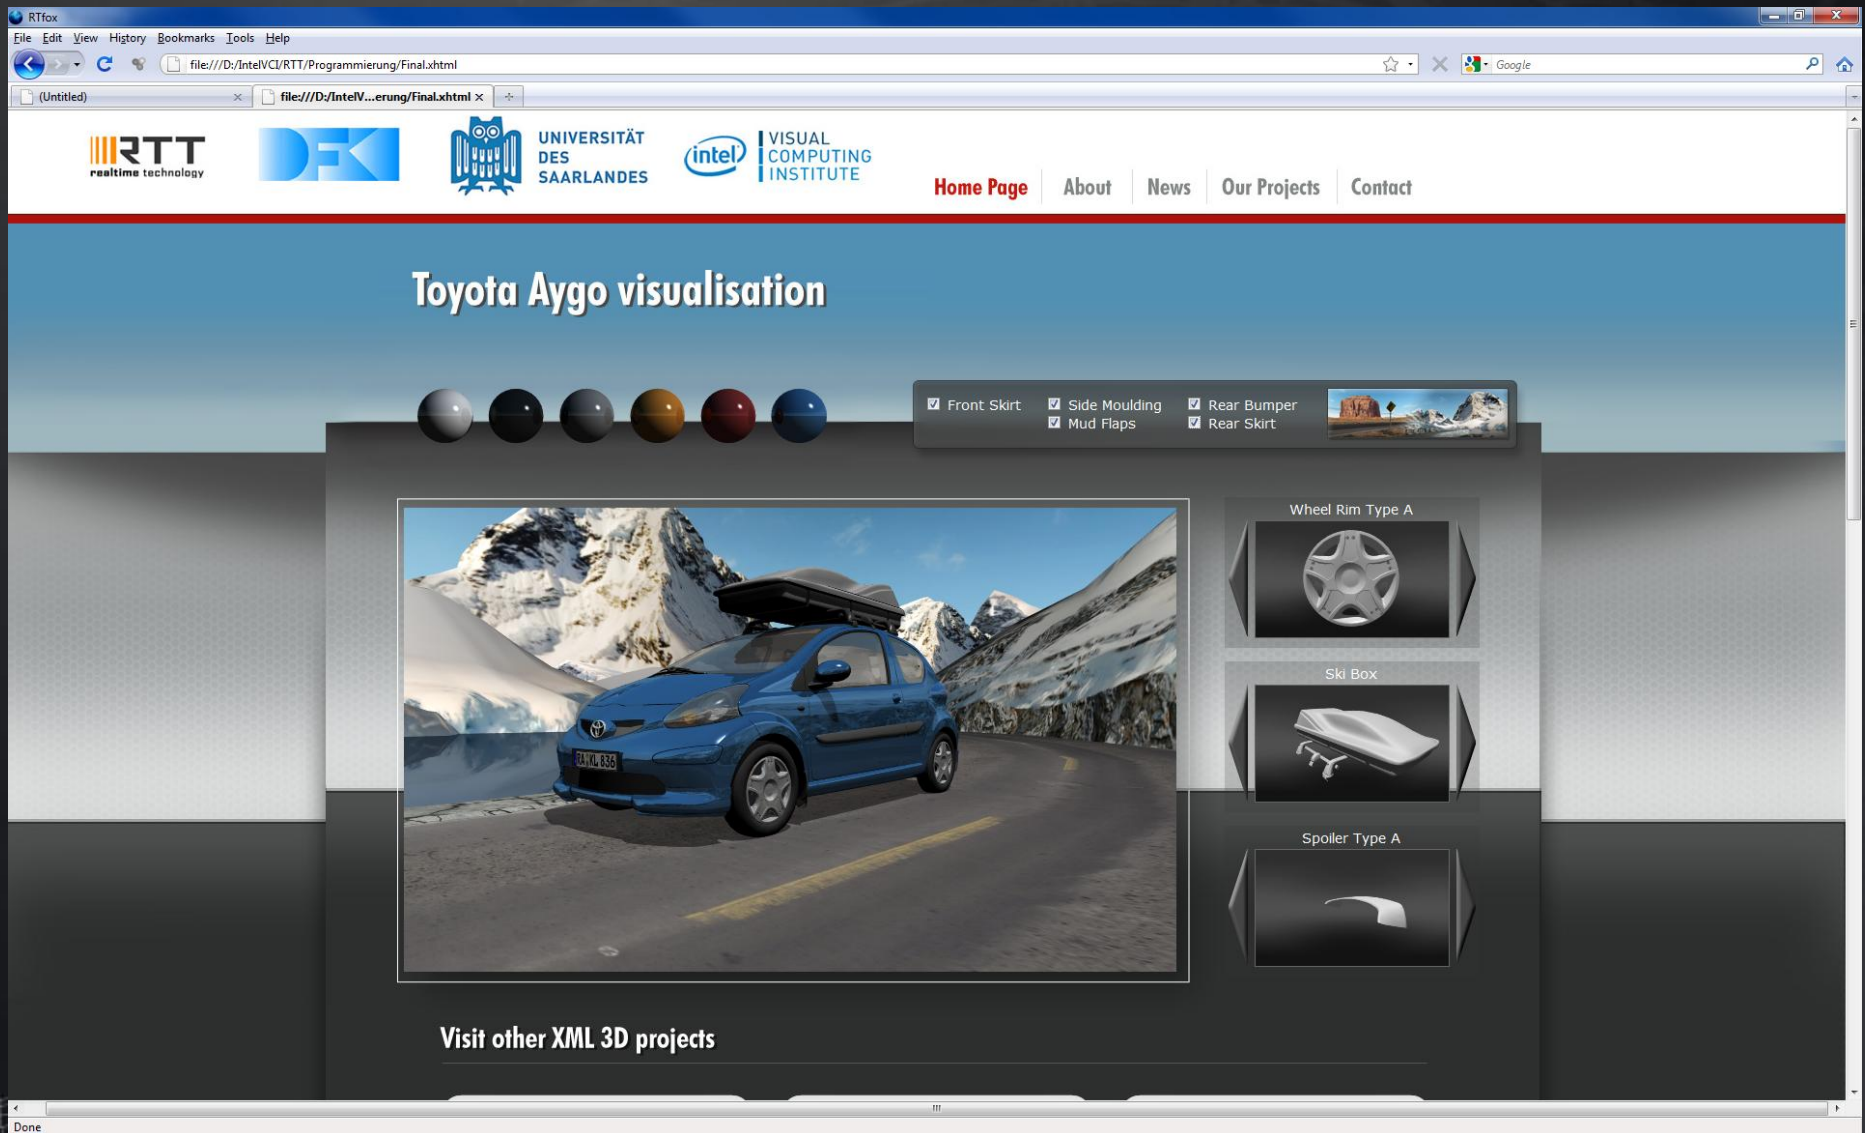 RTfox
File Edit View History Bookmarks Tools Help
file:///D:/IntelVCI/RTT/Programmierung/Final.xhtml
Google
(Untitled)
file:///D:/IntelV...erung/Final.xhtml
RTT
realtime technology
DFKI
UNIVERSITÄT
DES
SAARLANDES
intel
VISUAL
COMPUTING
INSTITUTE
Home Page
About
News
Our Projects
Contact
Toyota Aygo visualisation
Front Skirt
Side Moulding
Rear Bumper
Mud Flaps
Rear Skirt
Wheel Rim Type A
Ski Box
RA KL 836
Spoiler Type A
Visit other XML 3D projects
Done